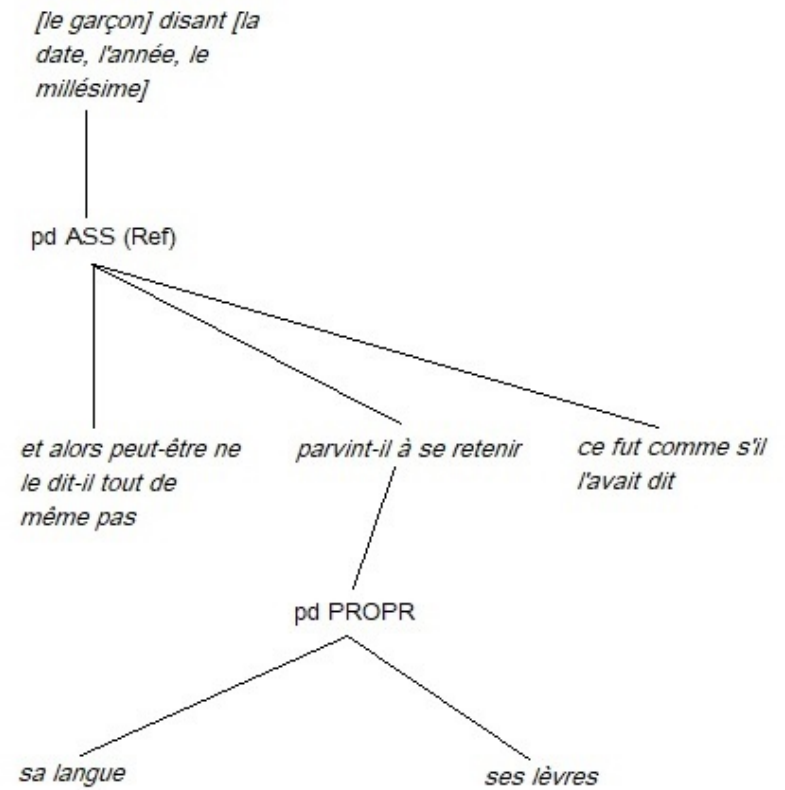 [le garçon] disant [la
date, l'année, le
millésime]
pd ASS (Ref)
et alors peut-être ne
le dit-il tout de
même pas
parvint-il à se retenir
ce fut comme s'il
l'avait dit
pd PROPR
sa langue
ses lèvres